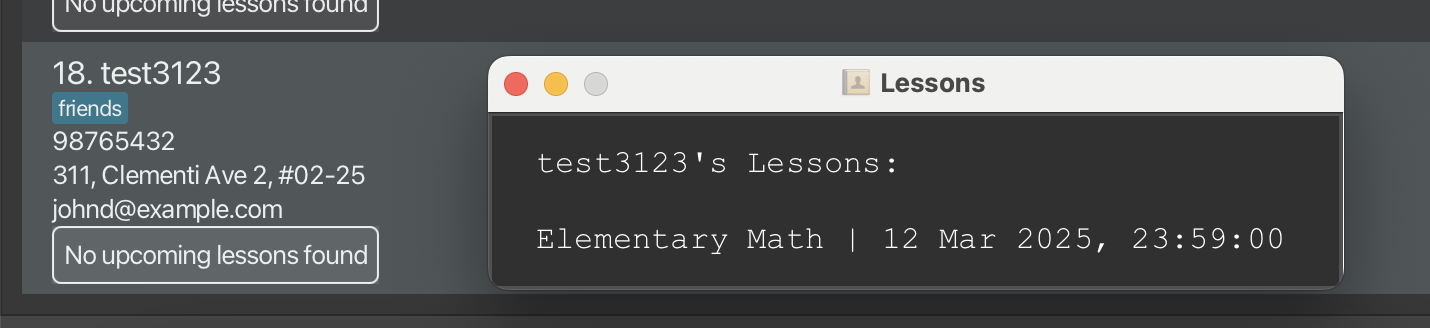 No upcoming lessons found
18. test3123
friends
98765432
311, Clementi Ave 2, #02-25
johnd@example.com
No upcoming lessons found
Lessons
test3123's Lessons:
Elementary Math | 12 Mar 2025, 23:59:00